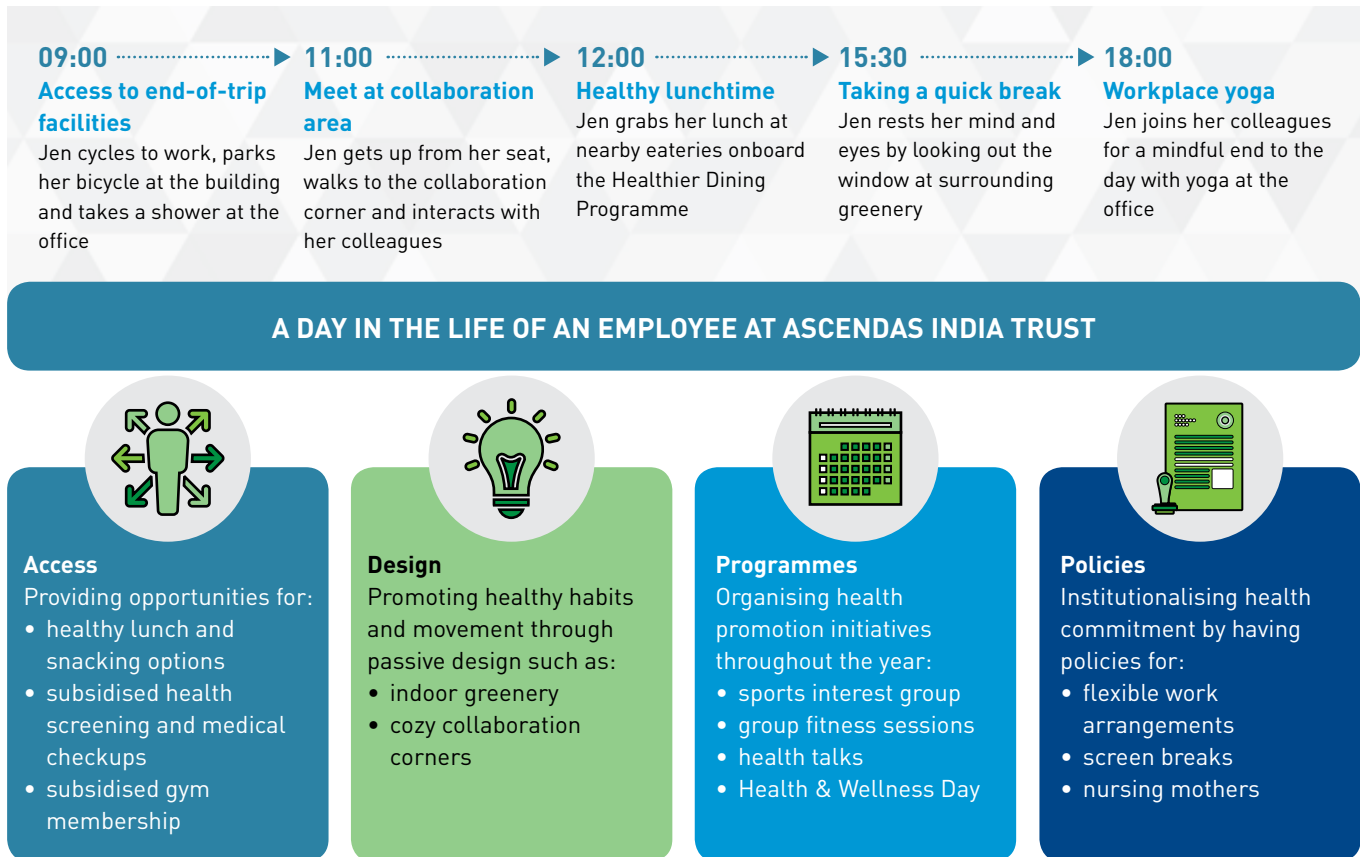 09:00
Access to end-of-trip
facilities
Jen cycles to work, parks
her bicycle at the building
and takes a shower at the
office
11:00
Meet at collaboration
area
Jen gets up from her seat,
walks to the collaboration
corner and interacts with
her colleagues
12:00
Healthy lunchtime
Jen grabs her lunch at
nearby eateries onboard
the Healthier Dining
Programme
15:30
Taking a quick break
Jen rests her mind and
eyes by looking out the
window at surrounding
greenery
18:00
Workplace yoga
Jen joins her colleagues
for a mindful end to the
day with yoga at the
office
A DAY IN THE LIFE OF AN EMPLOYEE AT ASCENDAS INDIA TRUST
Access
Providing opportunities for:
• healthy lunch and
snacking options
• subsidised health
screening and medical
checkups
• subsidised gym
membership
Design
Promoting healthy habits
and movement through
passive design such as:
• indoor greenery
• cozy collaboration
corners
Programmes
Organising health
promotion initiatives
throughout the year:
• sports interest group
• group fitness sessions
• health talks
• Health & Wellness Day
Policies
Institutionalising health
commitment by having
policies for:
• flexible work
arrangements
• screen breaks
• nursing mothers